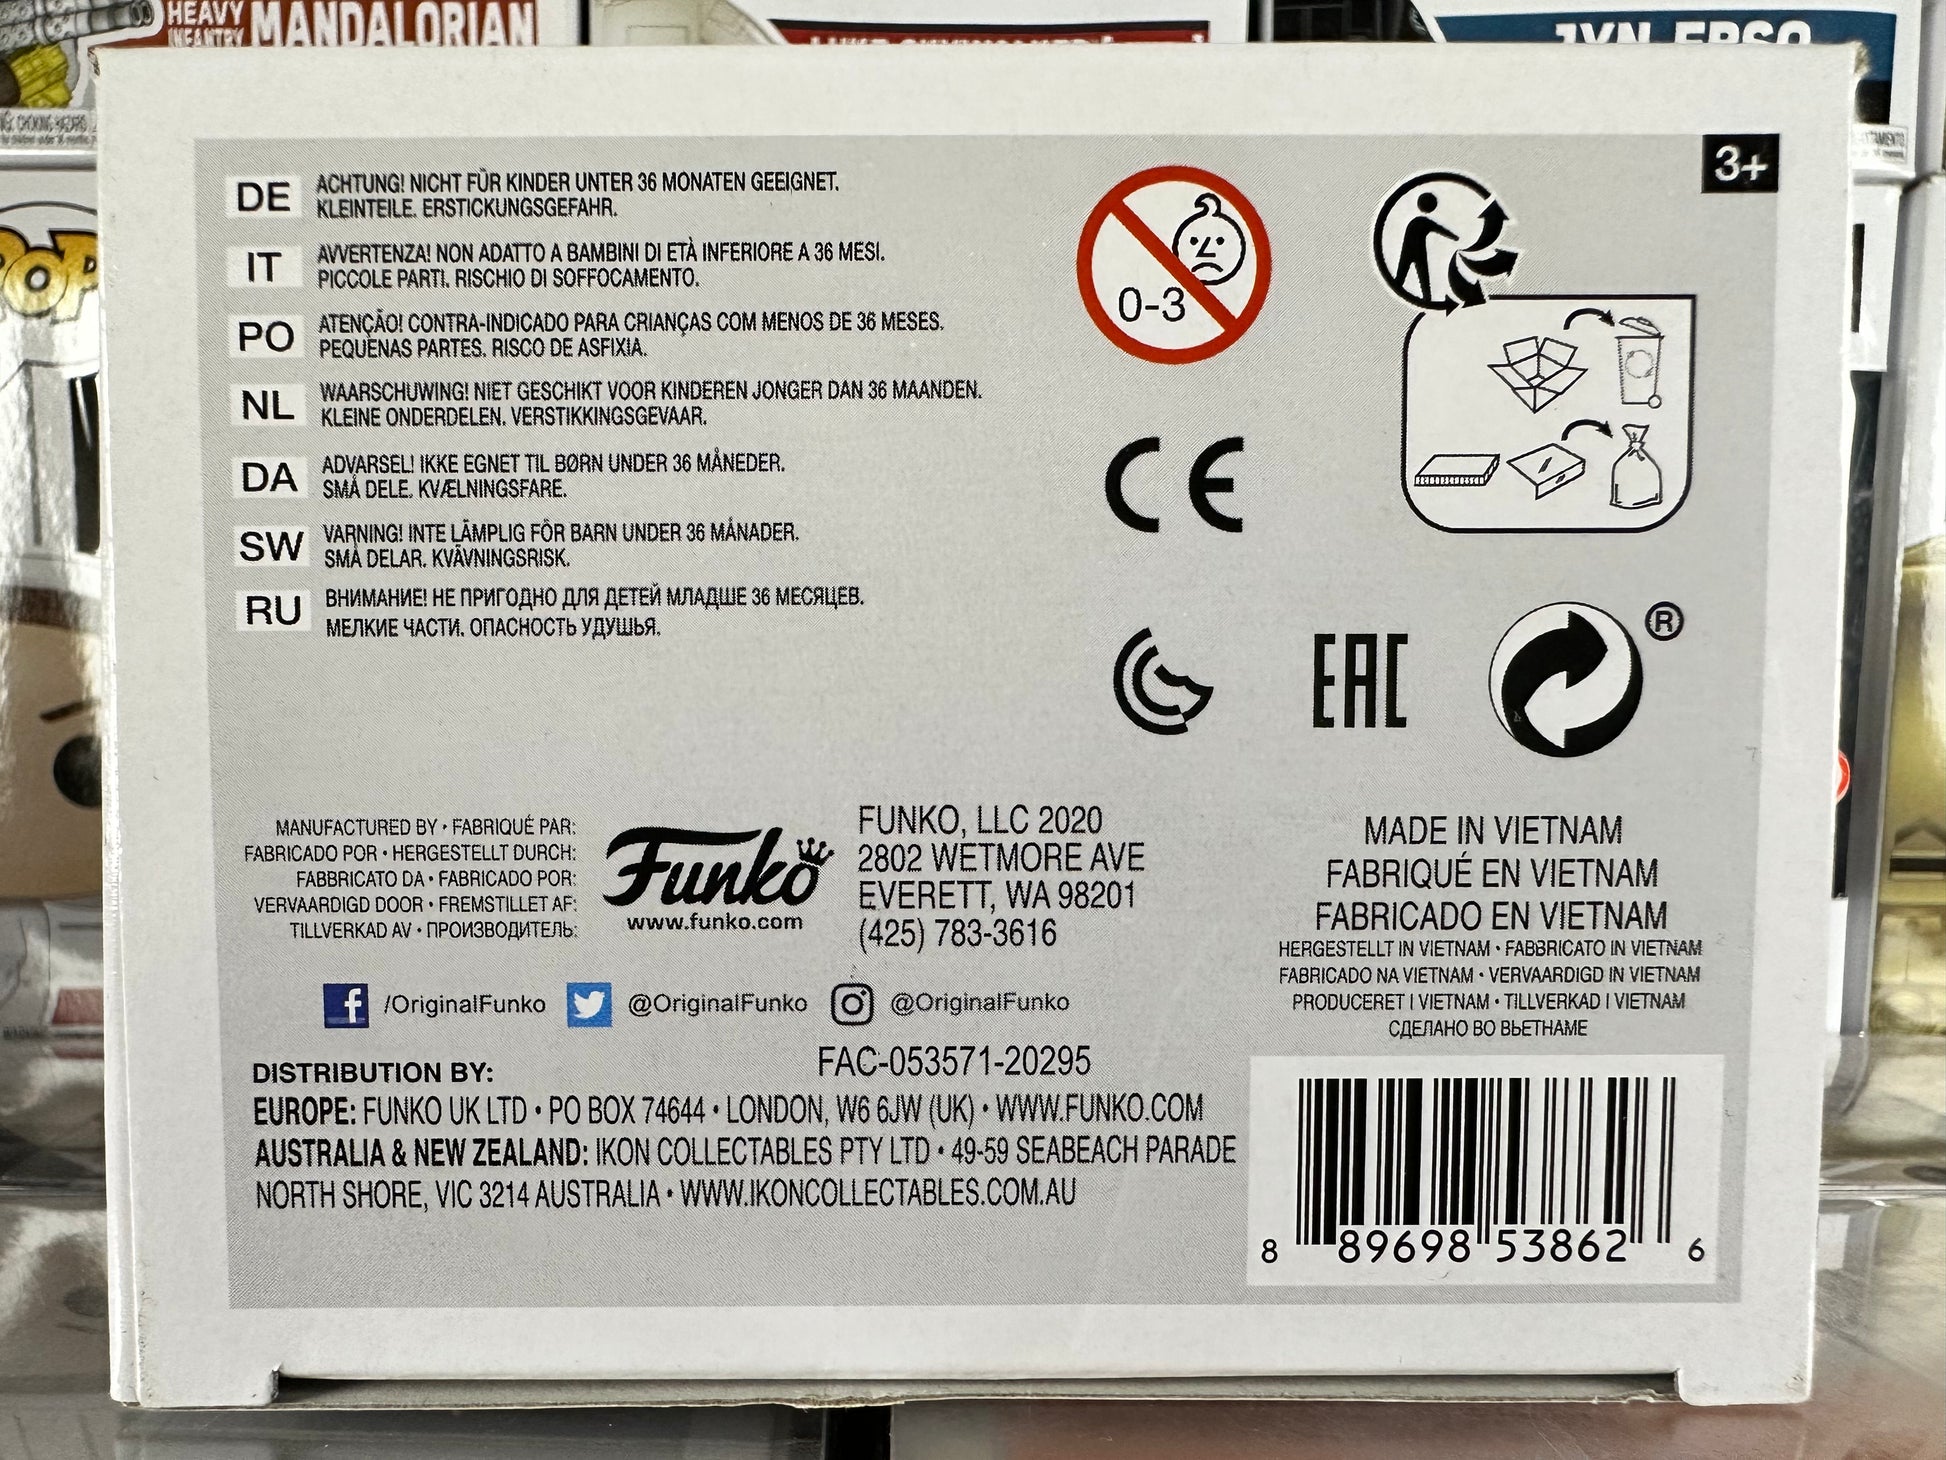 HEAVY
INFANTRY MANDALORIAN
JYN ERSO
POP
3+
DE ACHTUNG! NICHT FÜR KINDER UNTER 36 MONATEN GEEIGNET.
KLEINTEILE. ERSTICKUNGSGEFAHR.
IT AVVERTENZA! NON ADATTO A BAMBINI DI ETÀ INFERIORE A 36 MESI.
PICCOLE PARTI. RISCHIO DI SOFFOCAMENTO.
PO ATENÇÃO! CONTRA-INDICADO PARA CRIANÇAS COM MENOS DE 36 MESES.
PEQUENAS PARTES. RISCO DE ASFIXIA.
NL WAARSCHUWING! NIET GESCHIKT VOOR KINDEREN JONGER DAN 36 MAANDEN.
KLEINE ONDERDELEN. VERSTIKKINGSGEVAAR.
DA ADVARSEL! IKKE EGNET TIL BØRN UNDER 36 MÅNEDER.
SMÅ DELE. KVÆLNINGSFARE.
SW VARNING! INTE LÄMPLIG FÖR BARN UNDER 36 MÅNADER.
SMÅ DELAR. KVÄVNINGSRISK.
RU ВНИМАНИЕ! НЕ ПРИГОДНО ДЛЯ ДЕТЕЙ МЛАДШЕ 36 МЕСЯЦЕВ.
МЕЛКИЕ ЧАСТИ. ОПАСНОСТЬ УДУШЬЯ.
0-3
CE
EAC
®
MANUFACTURED BY • FABRIQUÉ PAR:
FABRICADO POR • HERGESTELLT DURCH:
FABBRICATO DA • FABRICADO POR:
VERVAARDIGD DOOR • FREMSTILLET AF:
TILLVERKAD AV • ПРОИЗВОДИТЕЛЬ:
Funko
www.funko.com
FUNKO, LLC 2020
2802 WETMORE AVE
EVERETT, WA 98201
(425) 783-3616
MADE IN VIETNAM
FABRIQUÉ EN VIETNAM
FABRICADO EN VIETNAM
HERGESTELLT IN VIETNAM • FABBRICATO IN VIETNAM
FABRICADO NA VIETNAM • VERVAARDIGD IN VIETNAM
PRODUCERET I VIETNAM • TILLVERKAD I VIETNAM
СДЕЛАНО ВО ВЬЕТНАМЕ
f /OriginalFunko @OriginalFunko @OriginalFunko
FAC-053571-20295
DISTRIBUTION BY:
EUROPE: FUNKO UK LTD • PO BOX 74644 • LONDON, W6 6JW (UK) • WWW.FUNKO.COM
AUSTRALIA & NEW ZEALAND: IKON COLLECTABLES PTY LTD • 49-59 SEABEACH PARADE
NORTH SHORE, VIC 3214 AUSTRALIA • WWW.IKONCOLLECTABLES.COM.AU
8 89698 53862 6